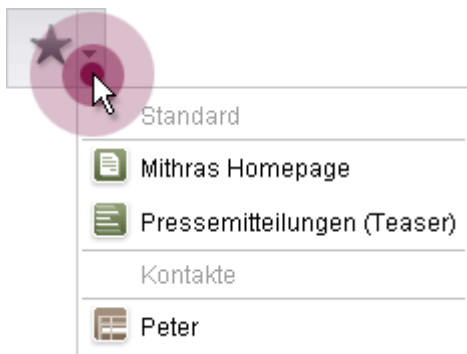 Standard
Mithras Homepage
Pressemitteilungen (Teaser)
Kontakte
Peter